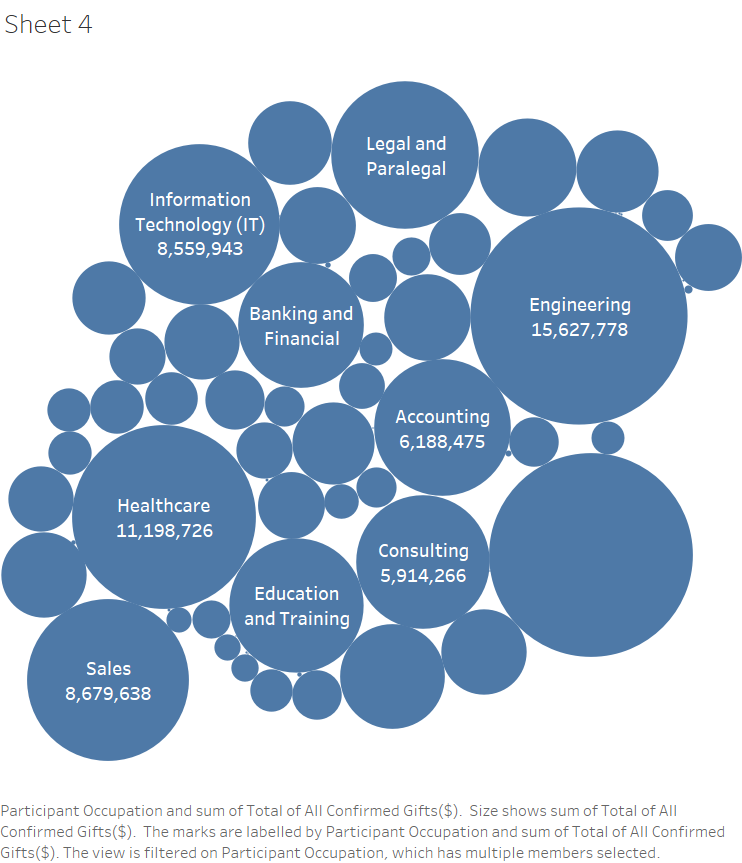 Sheet 4
Legal and
Paralegal
Information
Technology (IT)
8,559,943
Banking and
Financial
Engineering
15,627,778
Accounting
6,188,475
Healthcare
11,198,726
Consulting
5,914,266
Education
and Training
Sales
8,679,638
Participant Occupation and sum of Total of All Confirmed Gifts($).  Size shows sum of Total of All
Confirmed Gifts($).  The marks are labelled by Participant Occupation and sum of Total of All Confirmed
Gifts($). The view is filtered on Participant Occupation, which has multiple members selected.